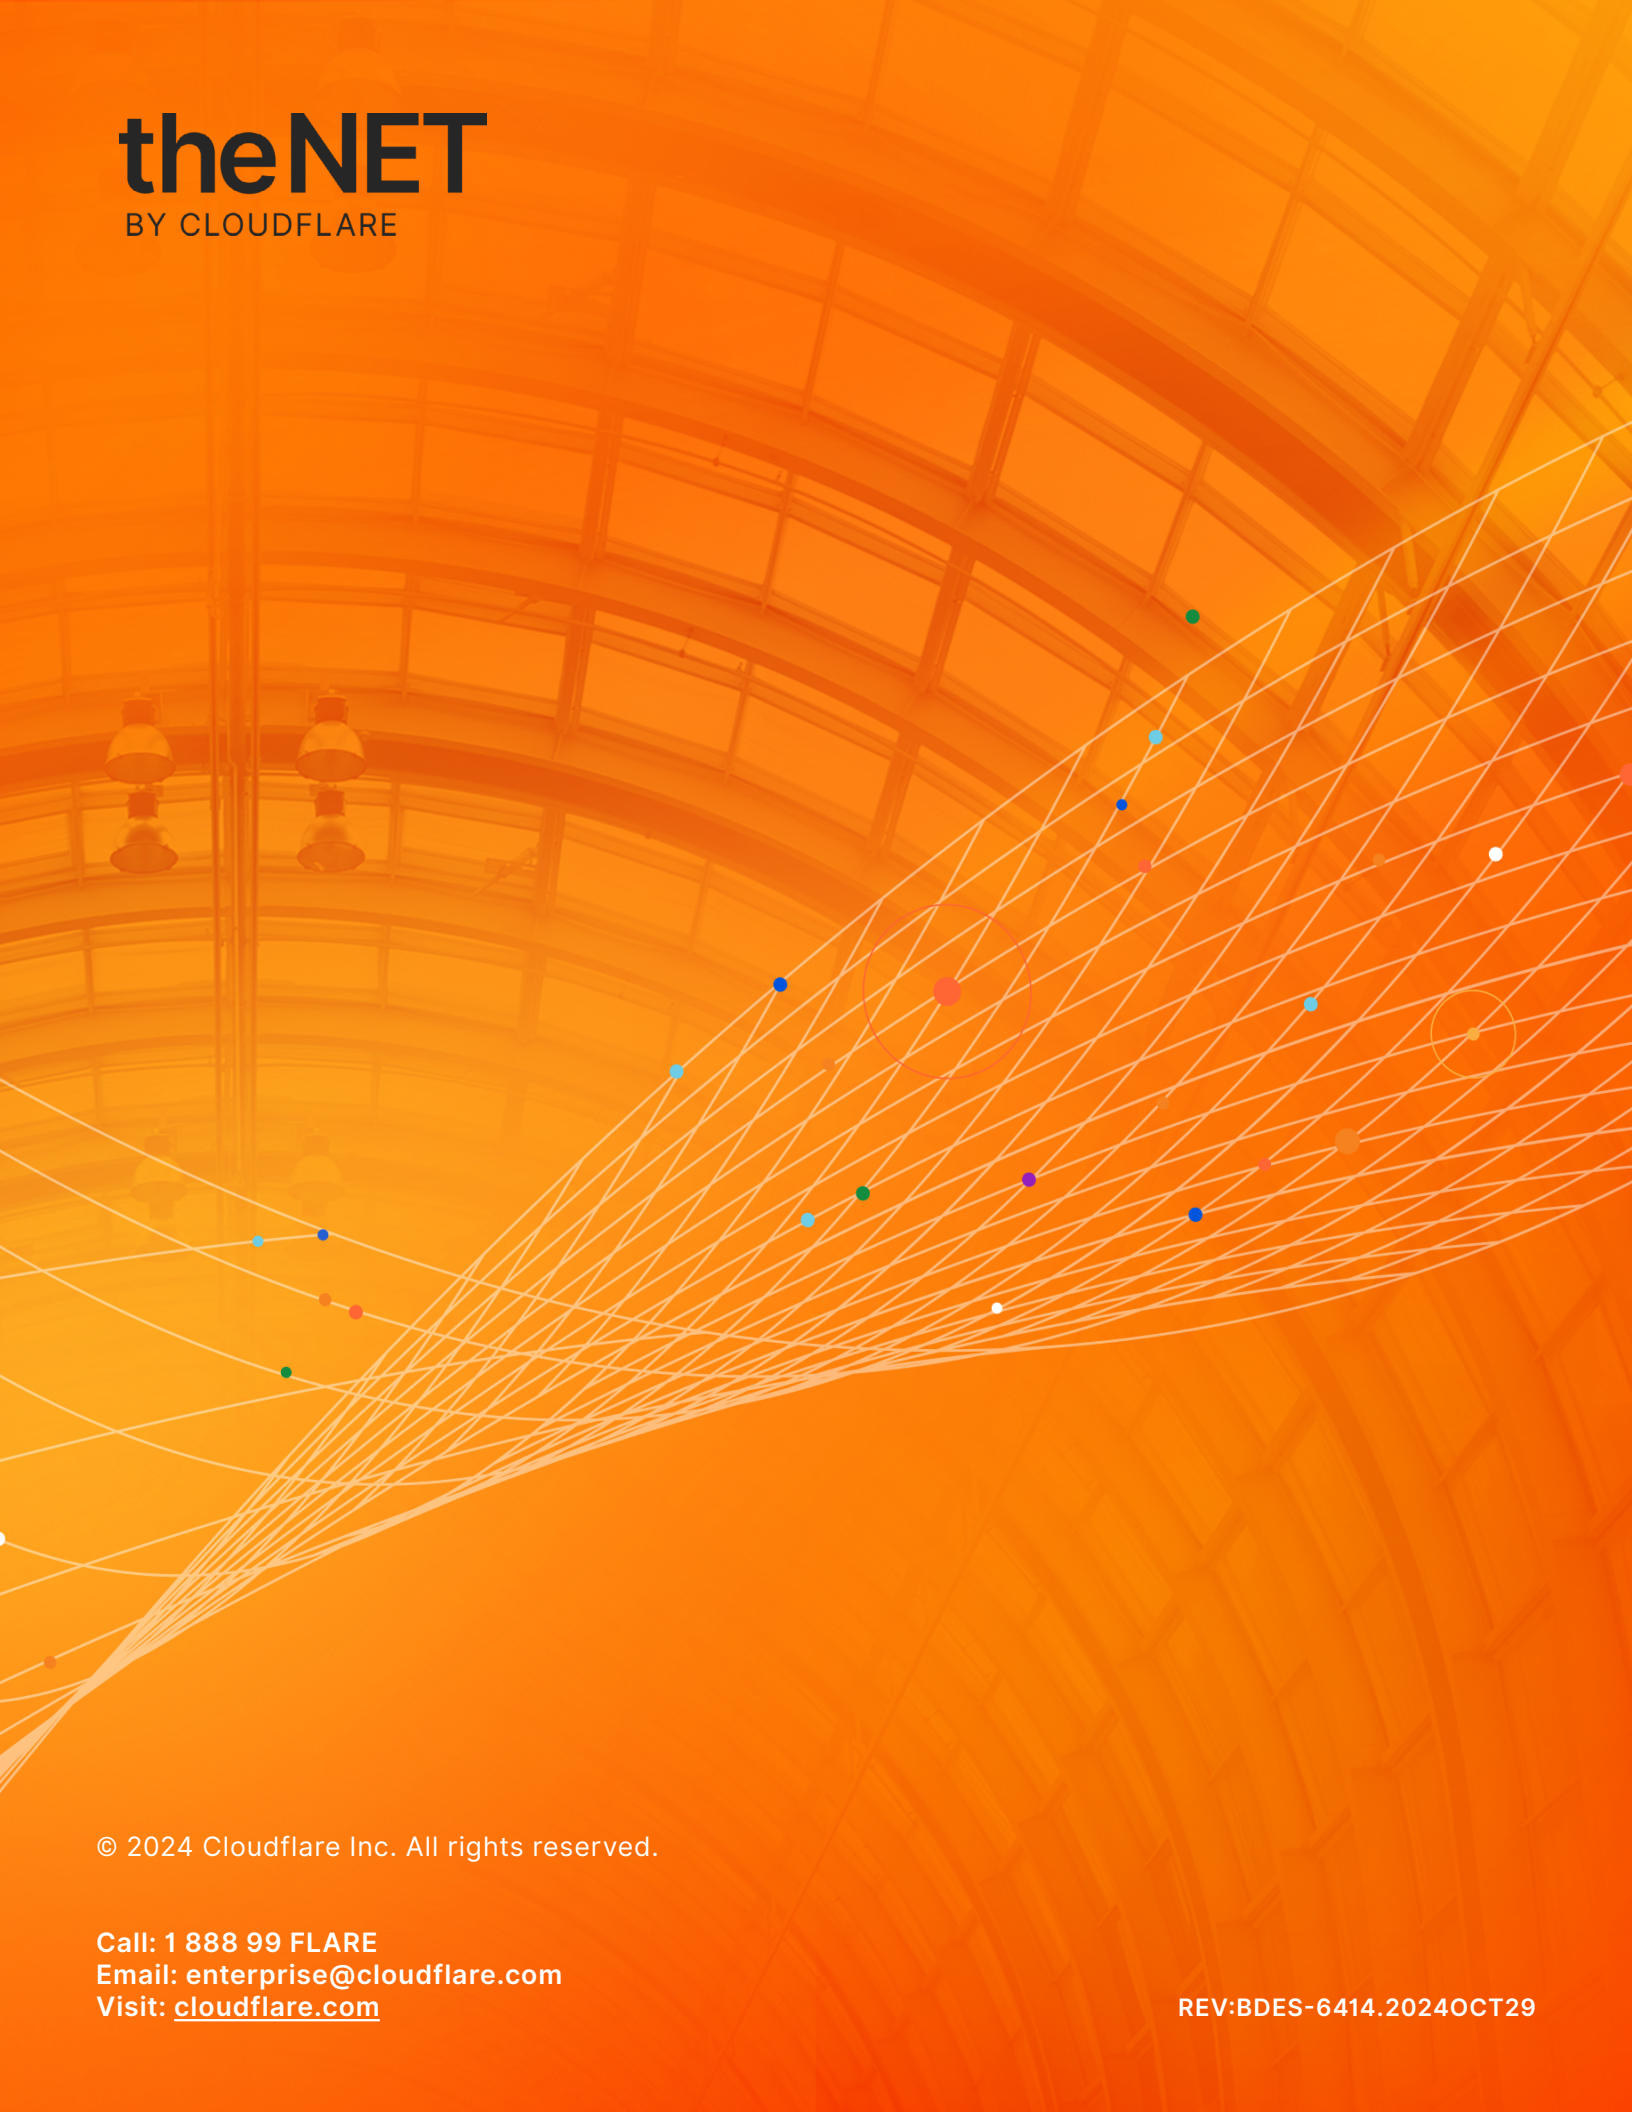 theNET
BY CLOUDFLARE
© 2024 Cloudflare Inc. All rights reserved.
Call: 1 888 99 FLARE
Email: enterprise@cloudflare.com
Visit: cloudflare.com
REV:BDES-6414.2024OCT29